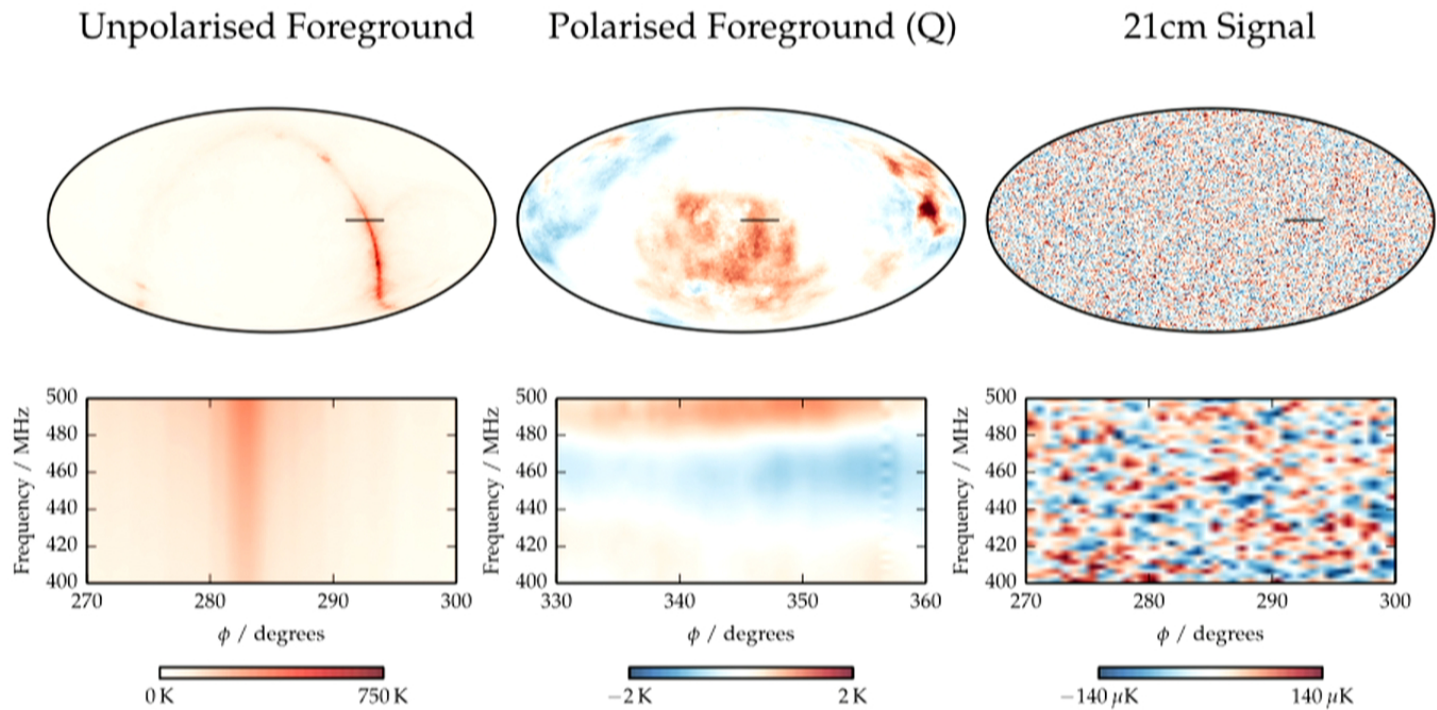 Unpolarised Foreground
Polarised Foreground (Q)
21cm Signal
500
480
460
440
420
400
Frequency / MHz
270
280
290
300
ϕ / degrees
500
480
460
440
420
400
Frequency / MHz
330
340
350
360
ϕ / degrees
500
480
460
440
420
400
Frequency / MHz
270
280
290
300
ϕ / degrees
0 K
750 K
−2 K
2 K
−140 μK
140 μK